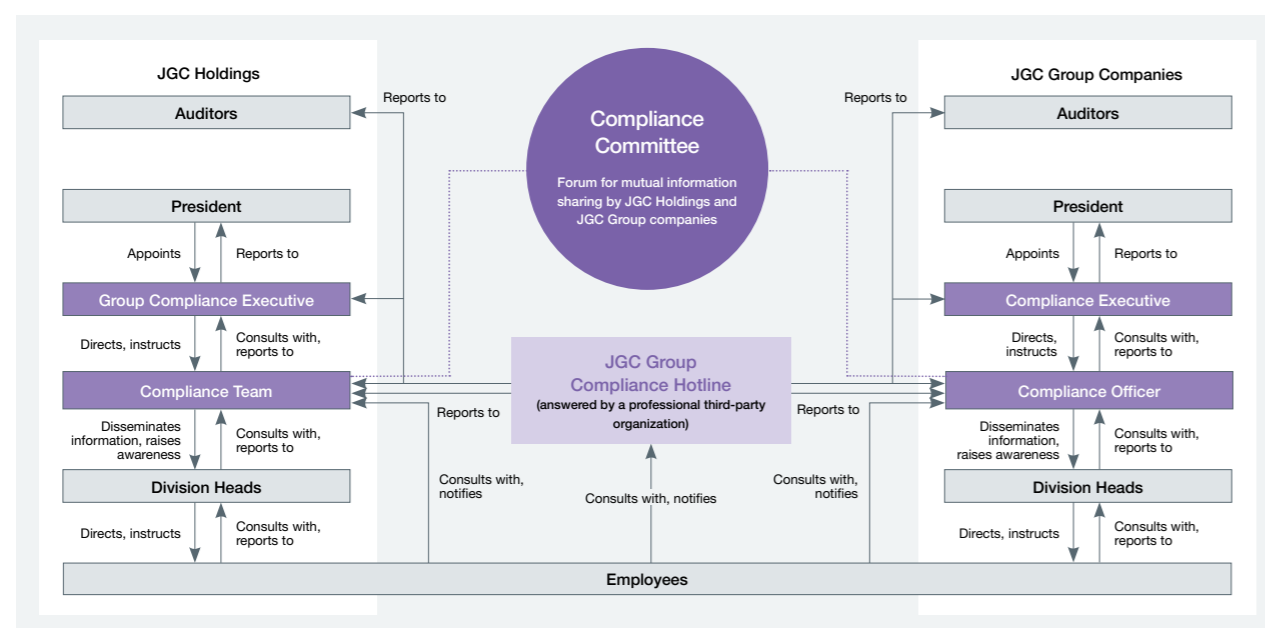 JGC Holdings
Auditors
Reports to
President
Appoints
Reports to
Group Compliance Executive
Directs, instructs
Consults with,
reports to
Compliance Team
Disseminates
information, raises
awareness
Consults with,
reports to
Division Heads
Directs, instructs
Consults with,
reports to
Compliance
Committee
Forum for mutual information
sharing by JGC Holdings and
JGC Group companies
JGC Group
Compliance Hotline
(answered by a professional third-party
organization)
Reports to
Reports to
Consults with,
notifies
Consults with, notifies
Consults with,
notifies
JGC Group Companies
Reports to
Auditors
President
Appoints
Reports to
Compliance Executive
Directs,
instructs
Consults with,
reports to
Compliance Officer
Disseminates
information,
raises awareness
Consults with,
reports to
Division Heads
Directs, instructs
Consults with,
reports to
Employees